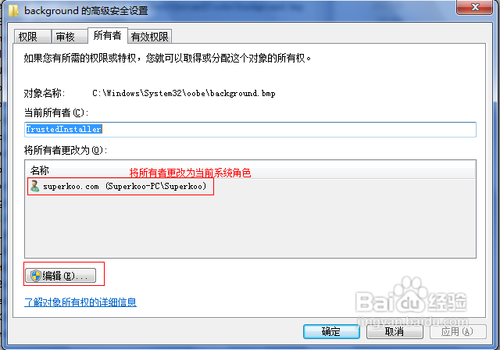 background 的高级安全设置
权限 审核 所有者 有效权限
如果您有所需的权限或特权，您就可以取得或分配这个对象的所有权。
对象名称： C:\Windows\System32\oobe\background.bmp
当前所有者(C):
TrustedInstaller
将所有者更改为(O):
名称
将所有者更改为当前系统角色
superkoo.com (Superkoo-PC\Superkoo)
编辑(E)...
了解对象所有权的详细信息
Baidu 经验
jingyan.baidu.com
确定 取消 应用(A)